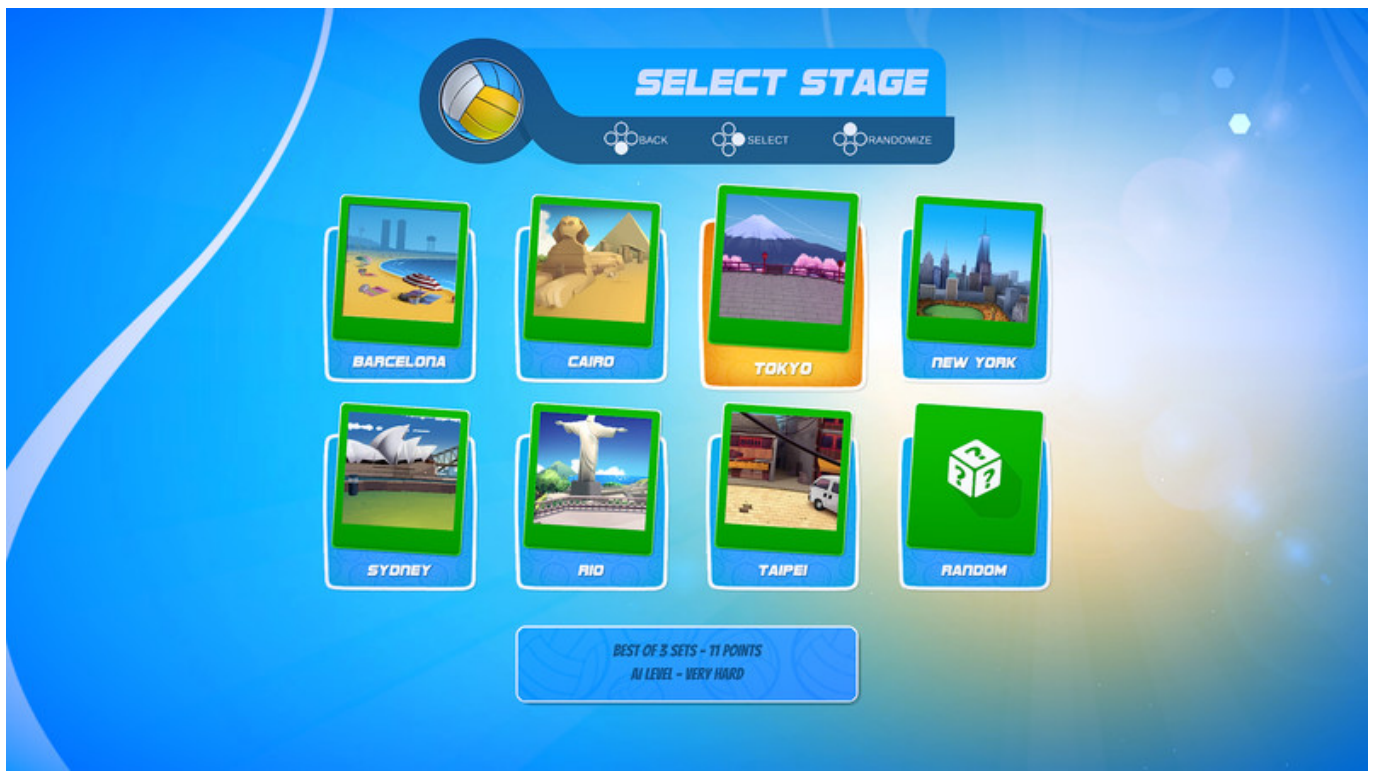 SELECT STAGE
BACK SELECT RANDOMIZE
BARCELONA CAIRO TOKYO NEW YORK
SYDNEY RIO TAIPEI RANDOM
BEST OF 3 SETS - 11 POINTS
AI LEVEL - VERY HARD